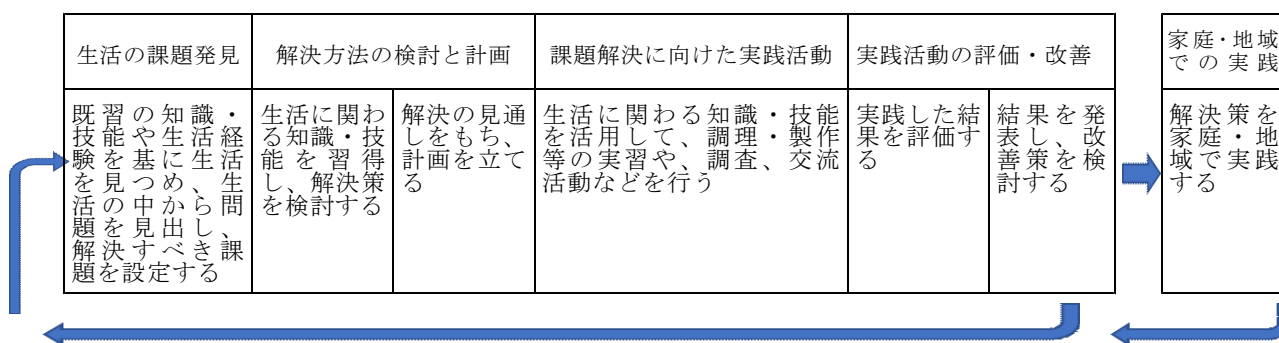 生活の課題発見
解決方法の検討と計画
課題解決に向けた実践活動
実践活動の評価・改善
家庭・地域
での実践
既習の知識・
技能や生活経
験を基に生活
を見つめ、生
活の中から問
題を見出し、
解決すべき課
題を設定する
生活に関わ
る知識・技
能を習得
し、解決策
を検討する
解決の見通
しをもち、
計画を立て
る
生活に関わる知識・技能
を活用して、調理・製作
等の実習や、調査、交流
活動などを行う
実践した結
果を評価す
る
結果を発
表し、改
善策を検
討する
解決策を
家庭・地
域で実践
する